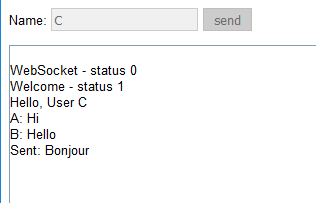 Name: C send
WebSocket - status 0
Welcome - status 1
Hello, User C
A: Hi
B: Hello
Sent: Bonjour